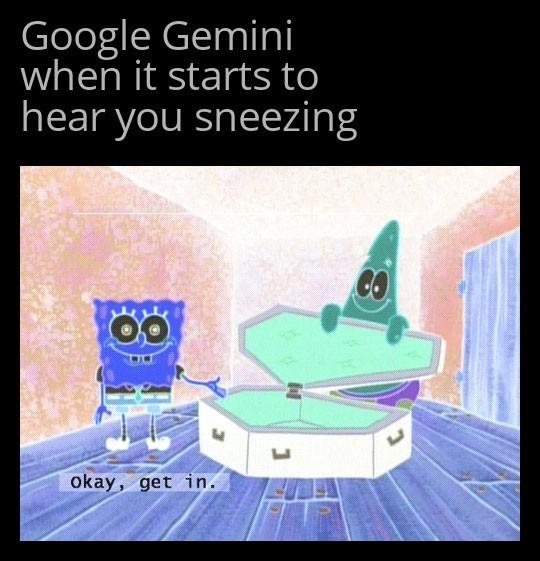 Google Gemini
when it starts to
hear you sneezing
Okay, get in.